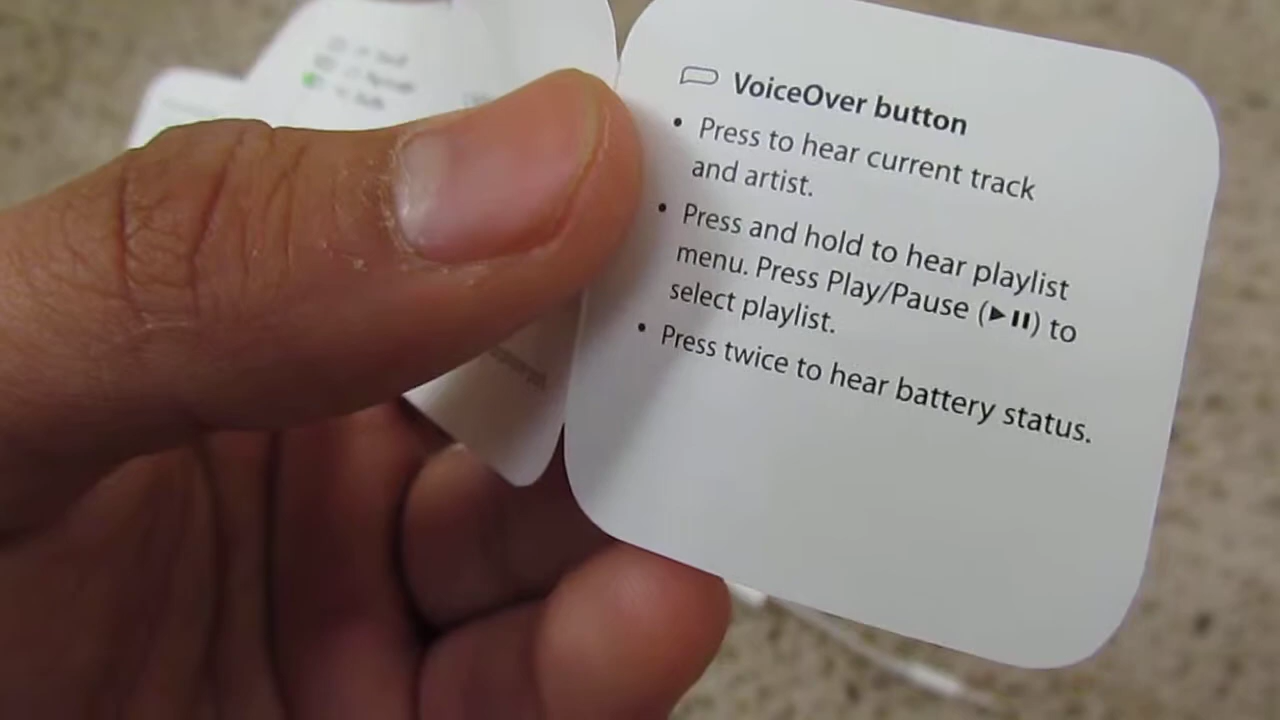 VoiceOver button
• Press to hear current track
and artist.
• Press and hold to hear playlist
menu. Press Play/Pause (▶❚❚) to
select playlist.
• Press twice to hear battery status.